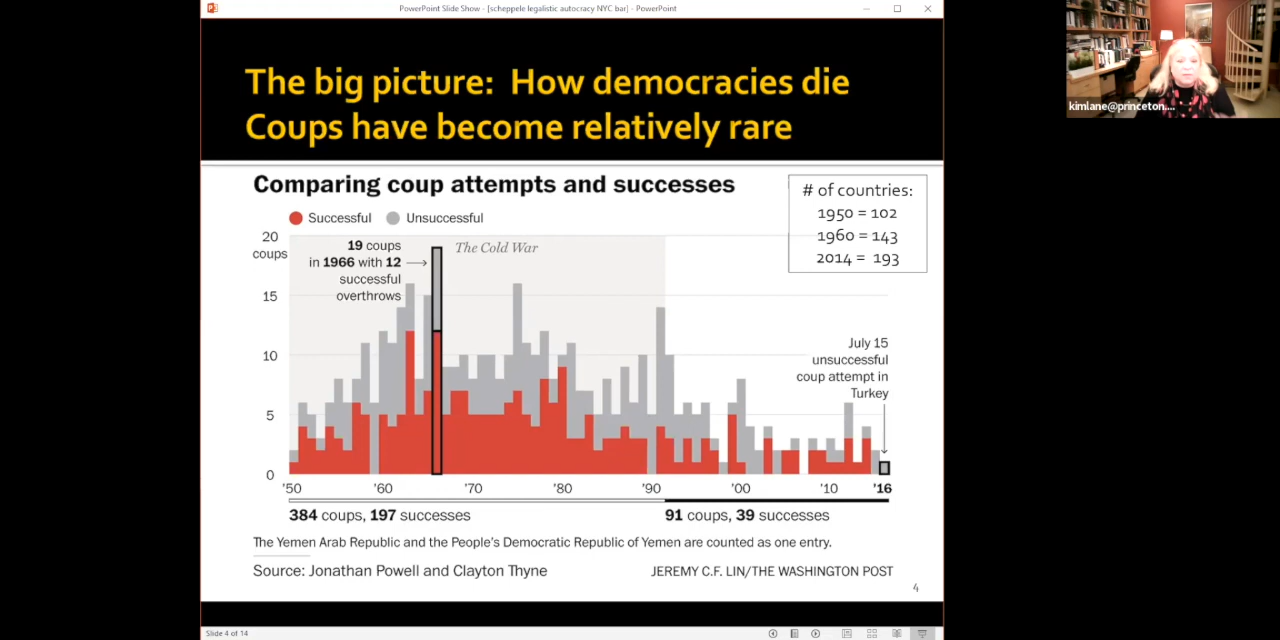 PowerPoint Slide Show - [scheppele legalistic autocracy NYC bar] - PowerPoint
The big picture: How democracies die
Coups have become relatively rare
Comparing coup attempts and successes
Successful
Unsuccessful
# of countries:
1950 = 102
1960 = 143
2014 = 193
20
coups
15
10
5
0
19 coups
in 1966 with 12
successful
overthrows
The Cold War
July 15
unsuccessful
coup attempt in
Turkey
'50
'60
'70
'80
'90
'00
'10
'16
384 coups, 197 successes
91 coups, 39 successes
The Yemen Arab Republic and the People's Democratic Republic of Yemen are counted as one entry.
Source: Jonathan Powell and Clayton Thyne
JEREMY C.F. LIN/THE WASHINGTON POST
4
Slide 4 of 14
kimlane@princeton....